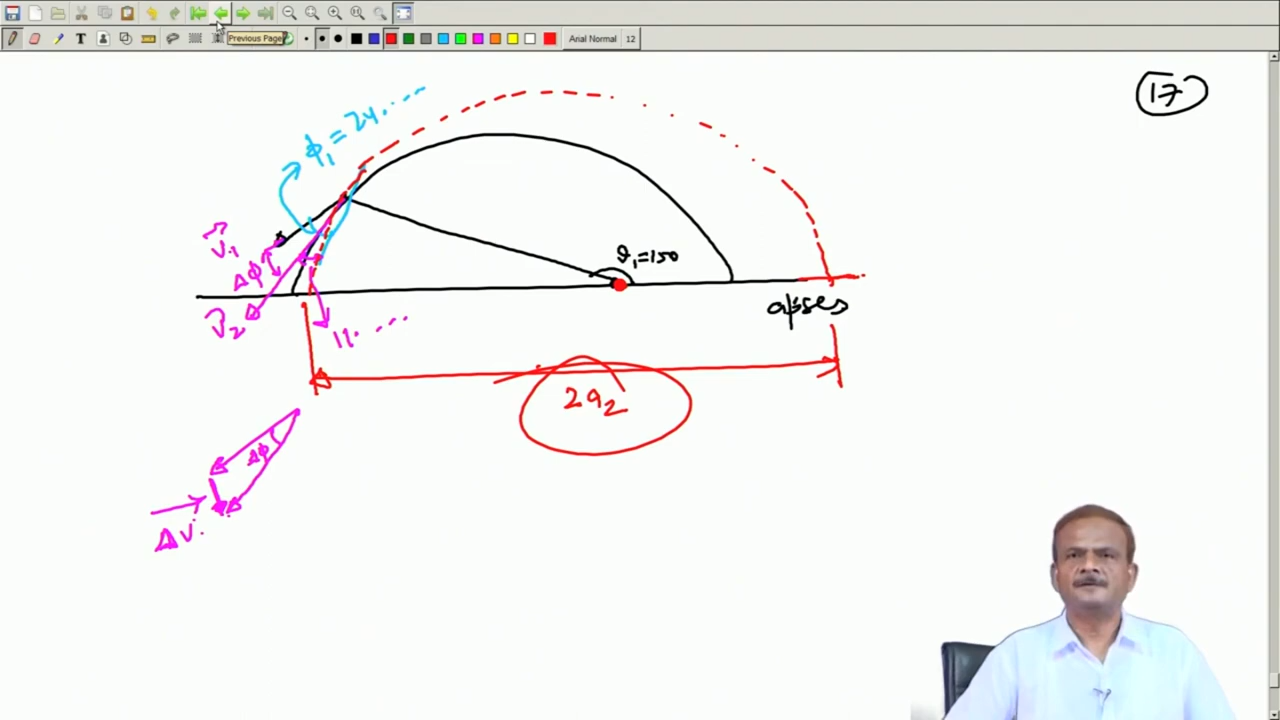 Previous Page
Arial Normal 12
17
ϕ₁ = 24. ...
V₁
Δϕ
V₂
θ₁=150
apses
11. ...
2a₂
Δϕ
ΔV